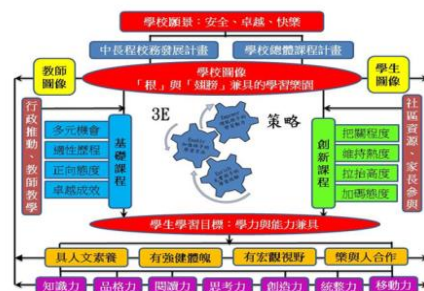 學校願景：安全、卓越、快樂
中長程校務發展計畫
學校總體課程計畫
教師圖像
學校圖像
「根」與「翅膀」兼具的學習樂園
學生圖像
行政推動、教師教學
多元機會
適性歷程
正向態度
卓越成效
基礎課程
3E
策略
創新課程
把關程度
維持熱度
拉抬高度
加碼態度
社區資源、家長參與
學生學習目標：學力與能力兼具
具人文素養
有強健體魄
有宏觀視野
樂與人合作
知識力
品格力
閱讀力
思考力
創造力
統整力
移動力